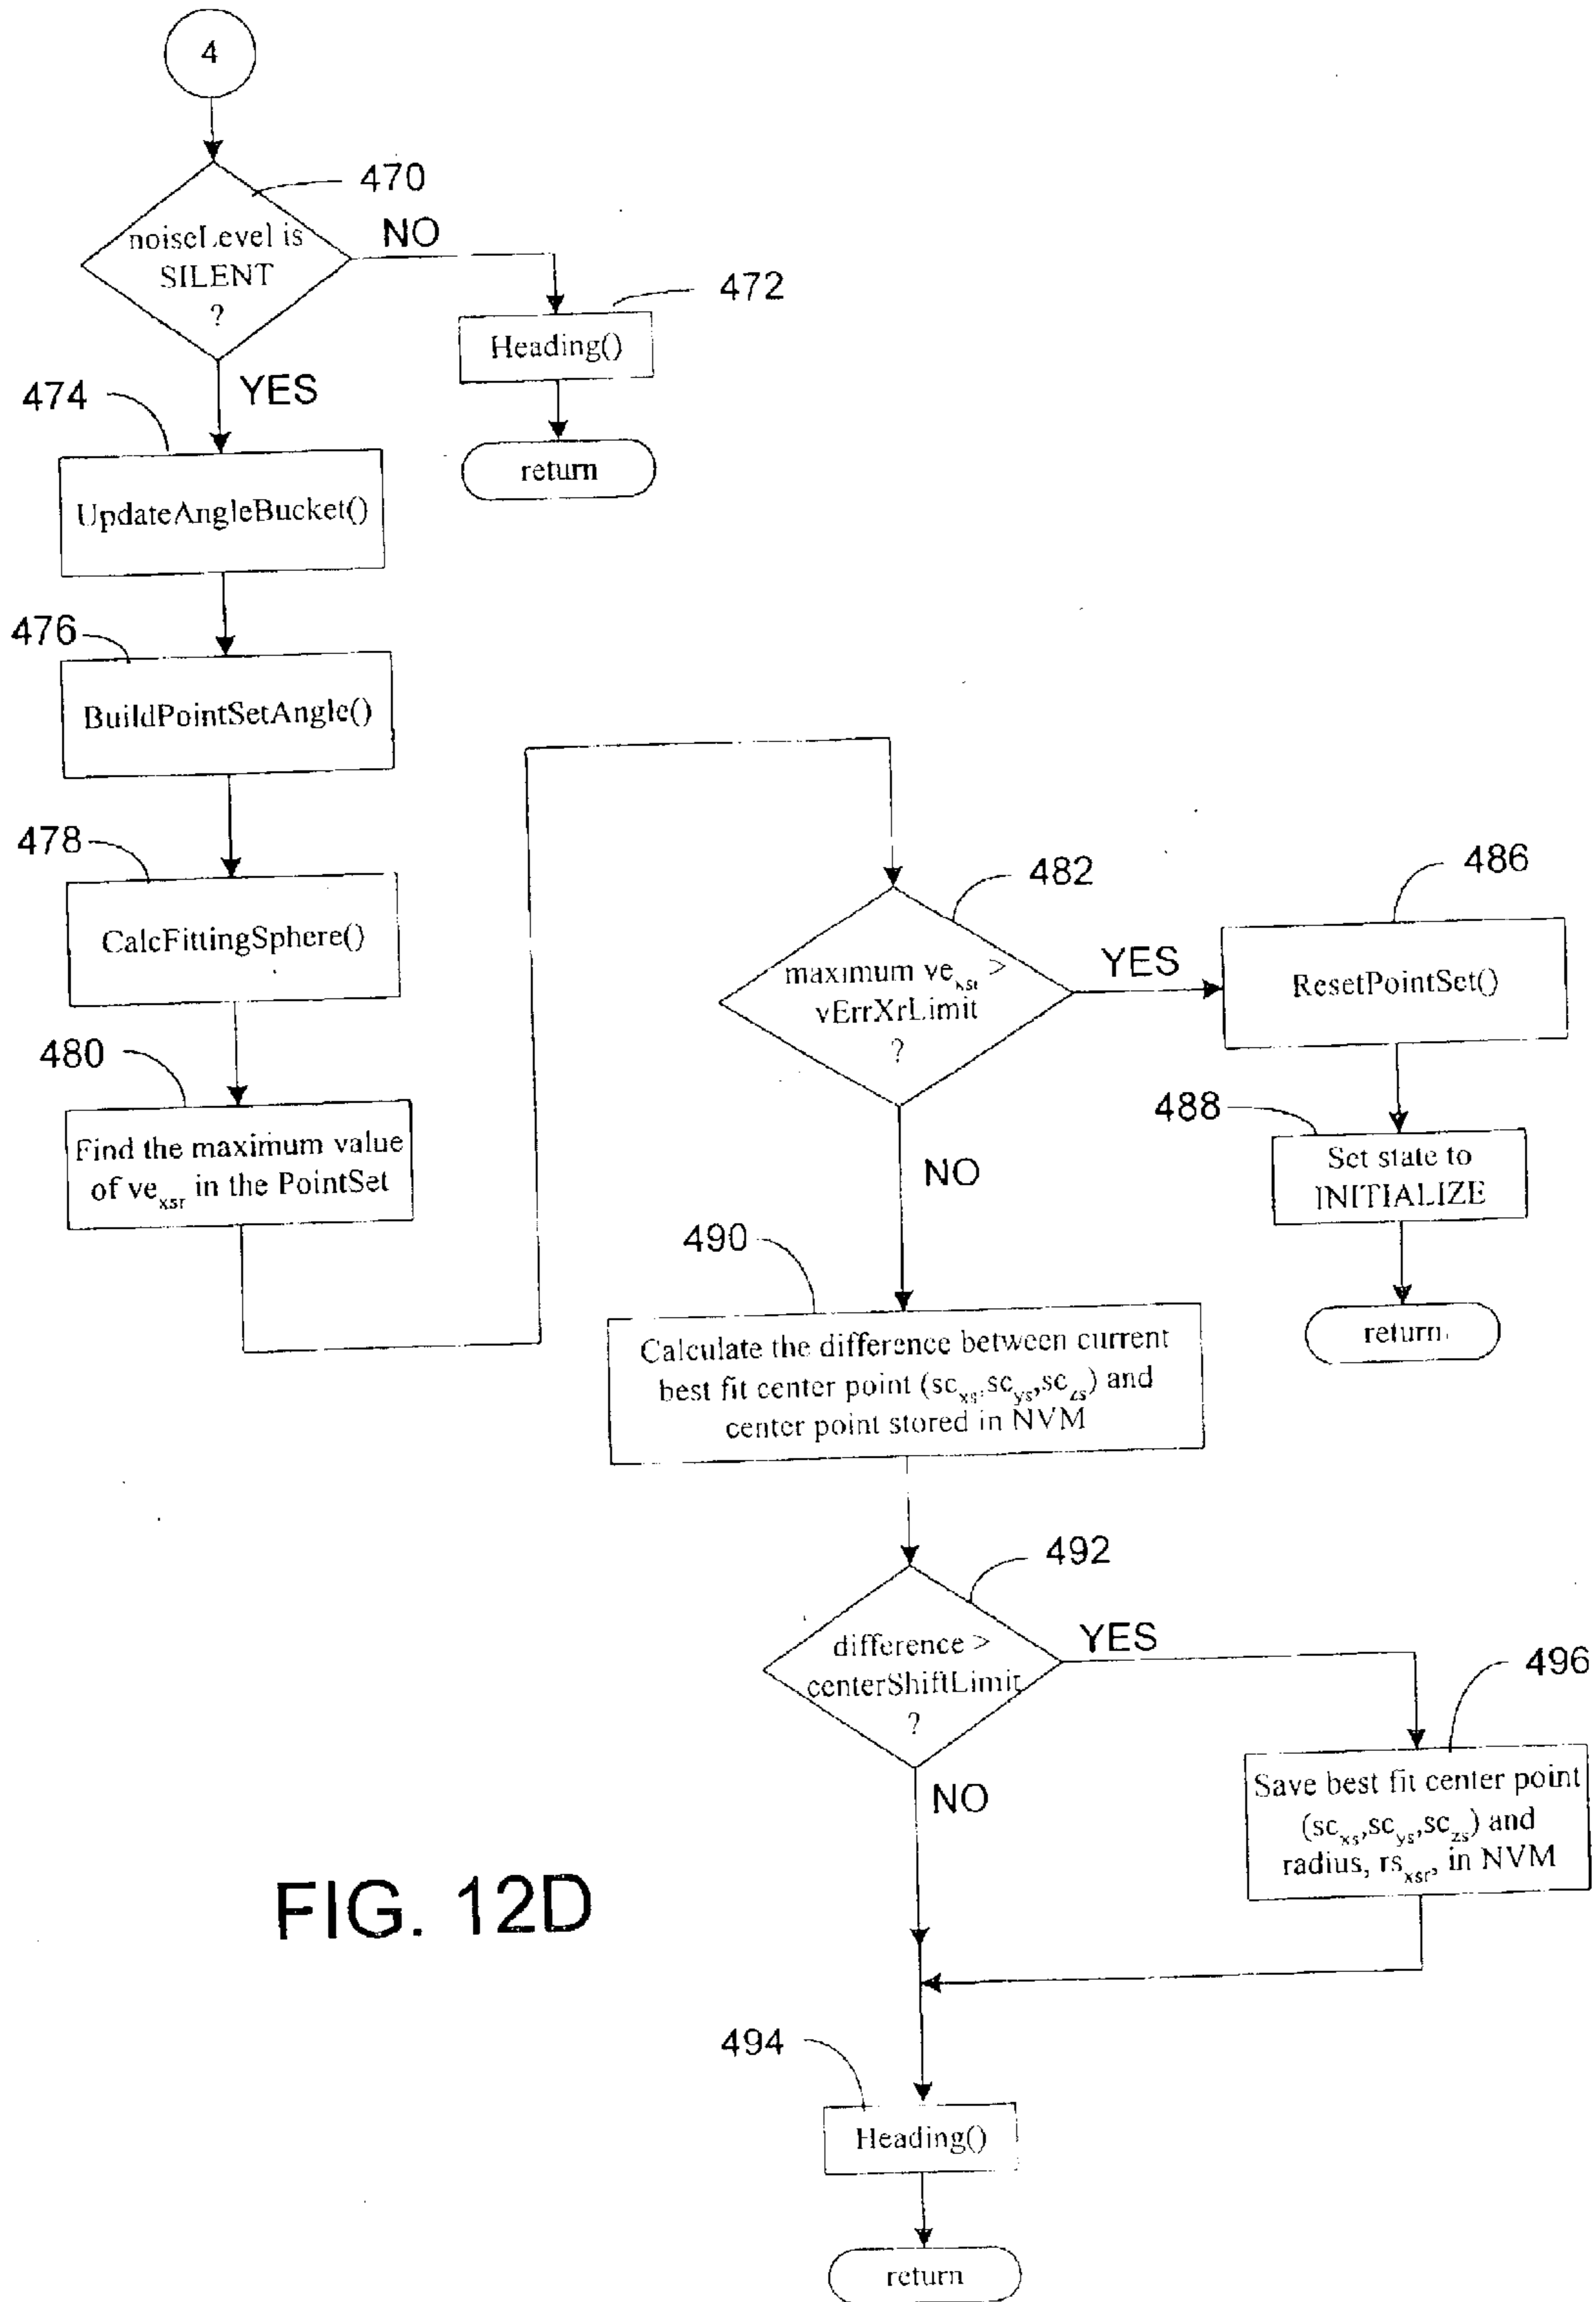 4
470
noiseLevel is
SILENT
?
NO
472
Heading()
return
YES
474
UpdateAngleBucket()
476
BuildPointSetAngle()
478
CalcFittingSphere()
480
Find the maximum value
of ve_xsr in the PointSet
482
maximum ve_xsr >
vErrXrLimit
?
YES
486
ResetPointSet()
488
Set state to
INITIALIZE
return
NO
490
Calculate the difference between current
best fit center point (sc_xs,sc_ys,sc_zs) and
center point stored in NVM
492
difference >
centerShiftLimit
?
YES
496
Save best fit center point
(sc_xs,sc_ys,sc_zs) and
radius, rs_xsr, in NVM
NO
494
Heading()
return
FIG. 12D